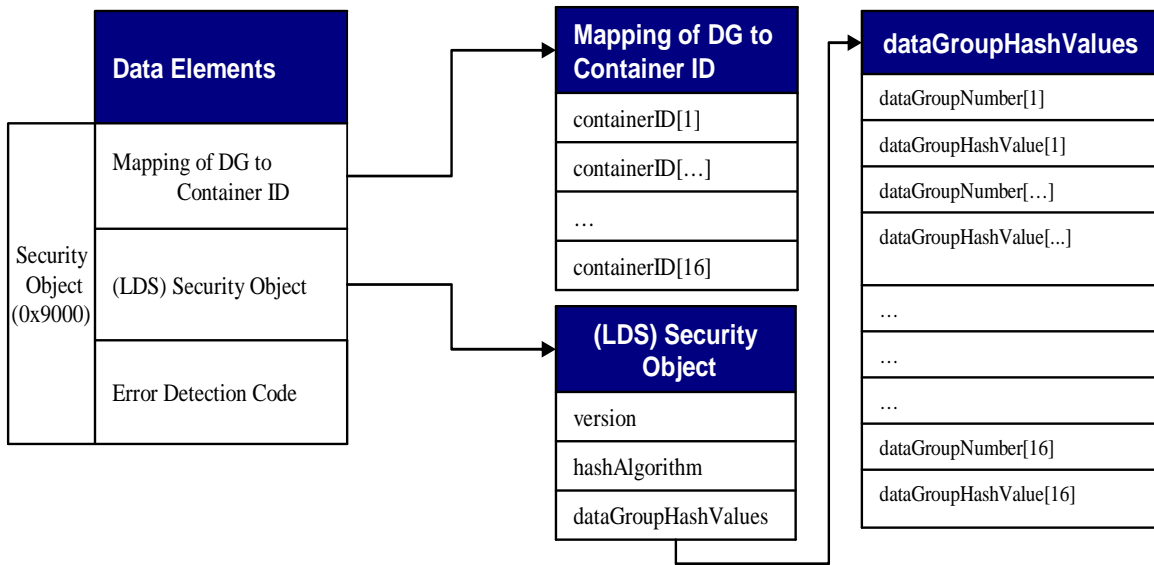 Data Elements
Security
Object
(0x9000)
Mapping of DG to
Container ID
(LDS) Security Object
Error Detection Code
Mapping of DG to
Container ID
containerID[1]
containerID[…]
…
containerID[16]
(LDS) Security
Object
version
hashAlgorithm
dataGroupHashValues
dataGroupHashValues
dataGroupNumber[1]
dataGroupHashValue[1]
dataGroupNumber[…]
dataGroupHashValue[...]
…
…
…
dataGroupNumber[16]
dataGroupHashValue[16]